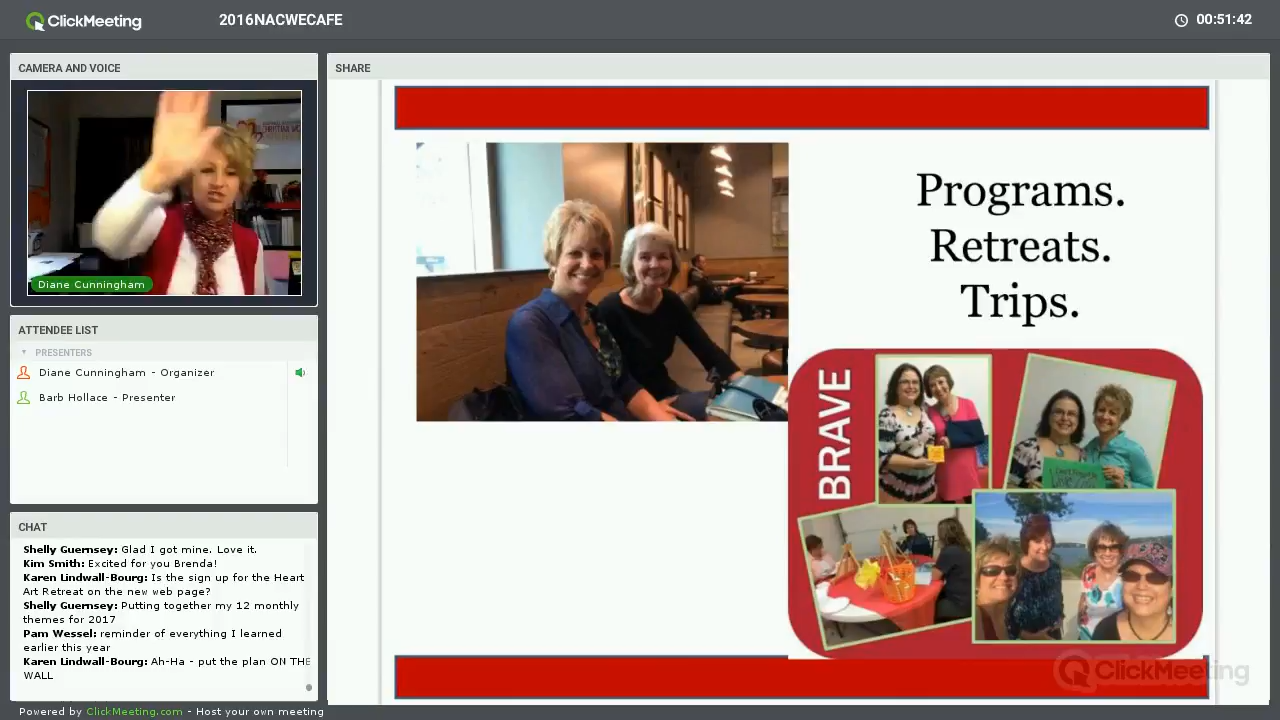 ClickMeeting
2016NACWECAFE
00:51:42
CAMERA AND VOICE
Diane Cunningham
ATTENDEE LIST
PRESENTERS
Diane Cunningham - Organizer
Barb Hollace - Presenter
CHAT
Shelly Guernsey: Glad I got mine. Love it.
Kim Smith: Excited for you Brenda!
Karen Lindwall-Bourg: Is the sign up for the Heart
Art Retreat on the new web page?
Shelly Guernsey: Putting together my 12 monthly
themes for 2017
Pam Wessel: reminder of everything I learned
earlier this year
Karen Lindwall-Bourg: Ah-Ha - put the plan ON THE
WALL
Powered by ClickMeeting.com - Host your own meeting
SHARE
Programs.
Retreats.
Trips.
BRAVE
ClickMeeting